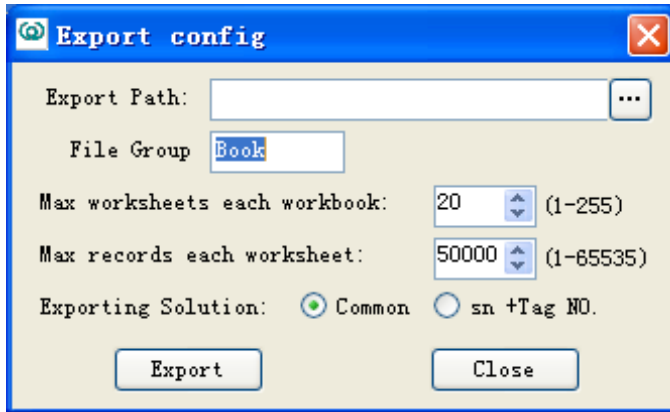 Export config
Export Path: ...
File Group Book
Max worksheets each workbook: 20 (1-255)
Max records each worksheet: 50000 (1-65535)
Exporting Solution: Common sn +Tag NO.
Export Close